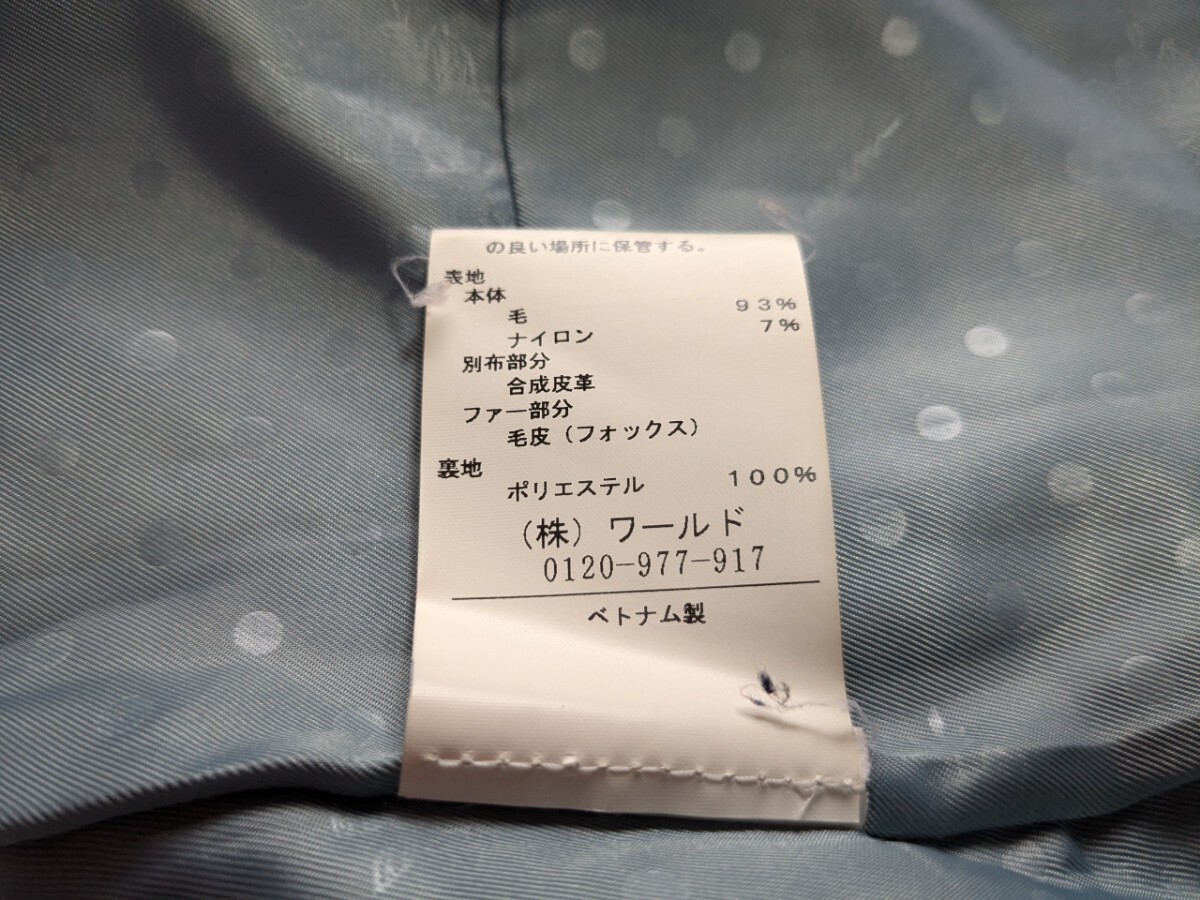 の良い場所に保管する。
表地
本体
毛 93%
ナイロン 7%
別布部分
合成皮革
ファー部分
毛皮(フォックス)
裏地
ポリエステル 100%
(株)ワールド
0120-977-917
ベトナム製